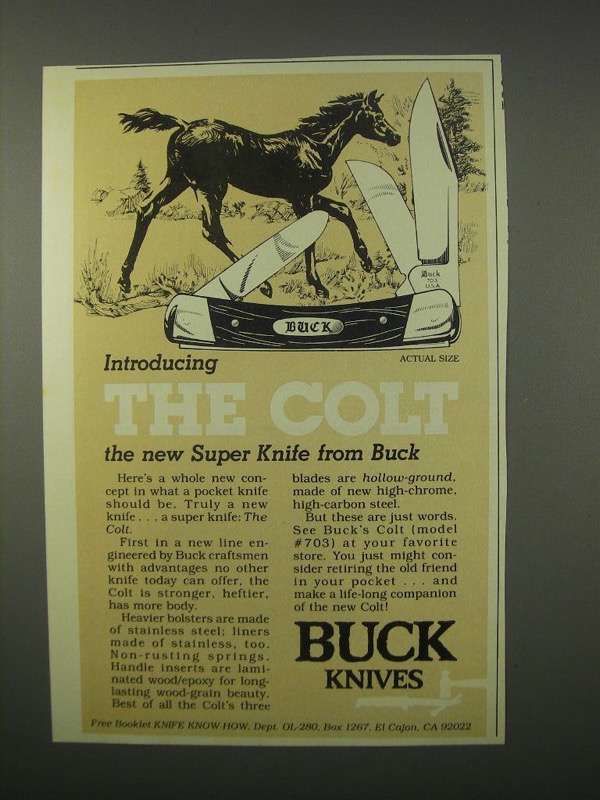 Buck
703
U.S.A.
BUCK
ACTUAL SIZE
Introducing
THE COLT
the new Super Knife from Buck
Here's a whole new con-
cept in what a pocket knife
should be. Truly a new
knife . . . a super knife: The
Colt.
First in a new line en-
gineered by Buck craftsmen
with advantages no other
knife today can offer, the
Colt is stronger, heftier,
has more body.
Heavier bolsters are made
of stainless steel; liners
made of stainless, too.
Non-rusting springs.
Handle inserts are lami-
nated wood/epoxy for long-
lasting wood-grain beauty.
Best of all the Colt's three
blades are hollow-ground,
made of new high-chrome,
high-carbon steel.
But these are just words.
See Buck's Colt (model
#703) at your favorite
store. You just might con-
sider retiring the old friend
in your pocket . . . and
make a life-long companion
of the new Colt!
BUCK
KNIVES
Free Booklet KNIFE KNOW HOW, Dept. OL-280, Box 1267, El Cajon, CA 92022